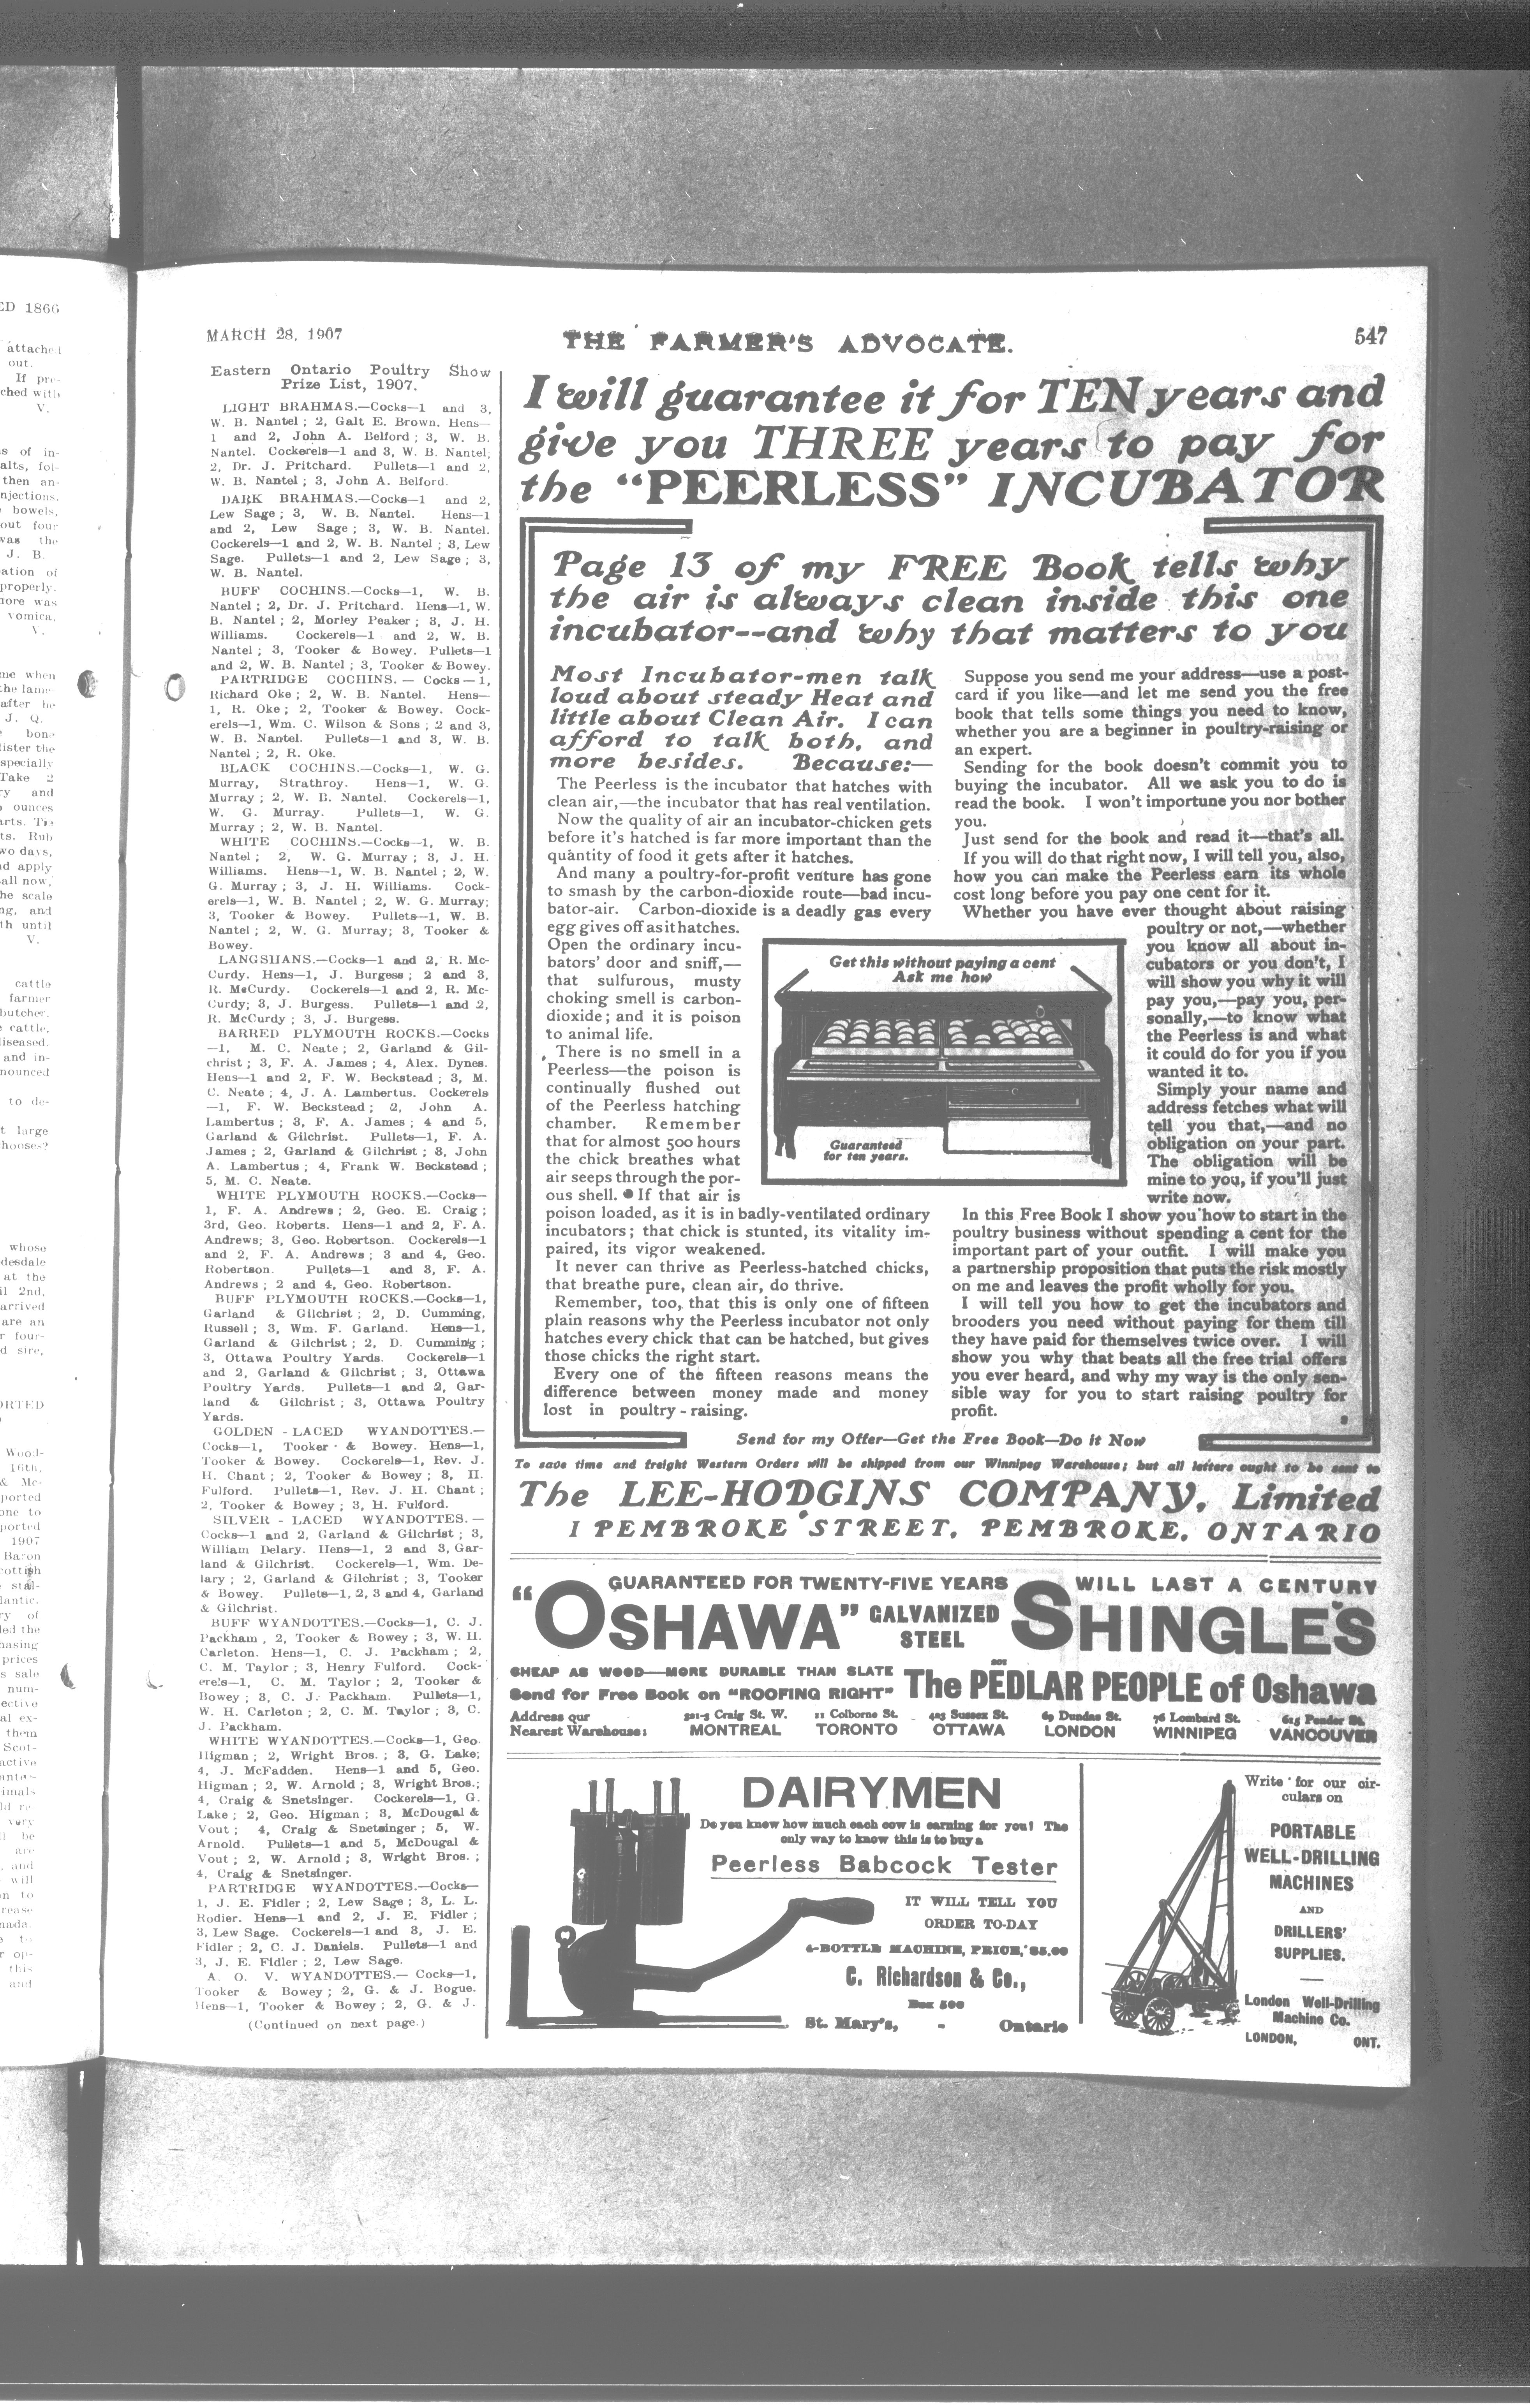 MARCH 28, 1907
THE FARMER'S ADVOCATE.
547
Eastern Ontario Poultry Show
Prize List, 1907.
LIGHT BRAHMAS.—Cocks—1 and 3,
W. B. Nantel ; 2, Galt E. Brown. Hens—
1 and 2, John A. Belford ; 3, W. B.
Nantel. Cockerels—1 and 3, W. B. Nantel;
2, Dr. J. Pritchard. Pullets—1 and 2,
W. B. Nantel ; 3, John A. Belford.
DARK BRAHMAS.—Cocks—1 and 2,
Lew Sage ; 3, W. B. Nantel. Hens—1
and 2, Lew Sage ; 3, W. B. Nantel.
Cockerels—1 and 2, W. B. Nantel ; 3, Lew
Sage. Pullets—1 and 2, Lew Sage ; 3,
W. B. Nantel.
BUFF COCHINS.—Cocks—1, W. B.
Nantel ; 2, Dr. J. Pritchard. Hens—1, W.
B. Nantel ; 2, Morley Peaker ; 3, J. H.
Williams. Cockerels—1 and 2, W. B.
Nantel ; 3, Tooker & Bowey. Pullets—1
and 2, W. B. Nantel ; 3, Tooker & Bowey.
PARTRIDGE COCHINS. — Cocks — 1,
Richard Oke ; 2, W. B. Nantel. Hens—
1, R. Oke ; 2, Tooker & Bowey. Cock-
erels—1, Wm. C. Wilson & Sons ; 2 and 3,
W. B. Nantel. Pullets—1 and 3, W. B.
Nantel ; 2, R. Oke.
BLACK COCHINS.—Cocks—1, W. G.
Murray, Strathroy. Hens—1, W. G.
Murray ; 2, W. B. Nantel. Cockerels—1,
W. G. Murray. Pullets—1, W. G.
Murray ; 2, W. B. Nantel.
WHITE COCHINS.—Cocks—1, W. B.
Nantel ; 2, W. G. Murray ; 3, J. H.
Williams. Hens—1, W. B. Nantel ; 2, W.
G. Murray ; 3, J. H. Williams. Cock-
erels—1, W. B. Nantel ; 2, W. G. Murray;
3, Tooker & Bowey. Pullets—1, W. B.
Nantel ; 2, W. G. Murray; 3, Tooker &
Bowey.
LANGSHANS.—Cocks—1 and 2, R. Mc-
Curdy. Hens—1, J. Burgess ; 2 and 3,
R. McCurdy. Cockerels—1 and 2, R. Mc-
Curdy; 3, J. Burgess. Pullets—1 and 2,
R. McCurdy ; 3, J. Burgess.
BARRED PLYMOUTH ROCKS.—Cocks
—1, M. C. Neate ; 2, Garland & Gil-
christ ; 3, F. A. James ; 4, Alex. Dynes.
Hens—1 and 2, F. W. Beckstead ; 3, M.
C. Neate ; 4, J. A. Lambertus. Cockerels
—1, F. W. Beckstead ; 2, John A.
Lambertus ; 3, F. A. James ; 4 and 5,
Garland & Gilchrist. Pullets—1, F. A.
James ; 2, Garland & Gilchrist ; 3, John
A. Lambertus ; 4, Frank W. Beckstead ;
5, M. C. Neate.
WHITE PLYMOUTH ROCKS.—Cocks—
1, F. A. Andrews ; 2, Geo. E. Craig ;
3rd, Geo. Roberts. Hens—1 and 2, F. A.
Andrews; 3, Geo. Robertson. Cockerels—1
and 2, F. A. Andrews ; 3 and 4, Geo.
Robertson. Pullets—1 and 3, F. A.
Andrews ; 2 and 4, Geo. Robertson.
BUFF PLYMOUTH ROCKS.—Cocks—1,
Garland & Gilchrist ; 2, D. Cumming,
Russell ; 3, Wm. F. Garland. Hens—1,
Garland & Gilchrist ; 2, D. Cumming ;
3, Ottawa Poultry Yards. Cockerels—1
and 2, Garland & Gilchrist ; 3, Ottawa
Poultry Yards. Pullets—1 and 2, Gar-
land & Gilchrist ; 3, Ottawa Poultry
Yards.
GOLDEN - LACED WYANDOTTES.—
Cocks—1, Tooker & Bowey. Hens—1,
Tooker & Bowey. Cockerels—1, Rev. J.
H. Chant ; 2, Tooker & Bowey ; 3, H.
Fulford. Pullets—1, Rev. J. H. Chant ;
2, Tooker & Bowey ; 3, H. Fulford.
SILVER - LACED WYANDOTTES. —
Cocks—1 and 2, Garland & Gilchrist ; 3,
William Delary. Hens—1, 2 and 3, Gar-
land & Gilchrist. Cockerels—1, Wm. De-
lary ; 2, Garland & Gilchrist ; 3, Tooker
& Bowey. Pullets—1, 2, 3 and 4, Garland
& Gilchrist.
BUFF WYANDOTTES.—Cocks—1, C. J.
Packham , 2, Tooker & Bowey ; 3, W. H.
Carleton. Hens—1, C. J. Packham ; 2,
C. M. Taylor ; 3, Henry Fulford. Cock-
erels—1, C. M. Taylor ; 2, Tooker &
Bowey ; 3, C. J. Packham. Pullets—1,
W. H. Carleton ; 2, C. M. Taylor ; 3, C.
J. Packham.
WHITE WYANDOTTES.—Cocks—1, Geo.
Higman ; 2, Wright Bros. ; 3, G. Lake;
4, J. McFadden. Hens—1 and 5, Geo.
Higman ; 2, W. Arnold ; 3, Wright Bros.;
4, Craig & Snetsinger. Cockerels—1, G.
Lake ; 2, Geo. Higman ; 3, McDougal &
Vout ; 4, Craig & Snetsinger ; 5, W.
Arnold. Pullets—1 and 5, McDougal &
Vout ; 2, W. Arnold ; 3, Wright Bros. ;
4, Craig & Snetsinger.
PARTRIDGE WYANDOTTES.—Cocks—
1, J. E. Fidler ; 2, Lew Sage ; 3, L. L.
Rodier. Hens—1 and 2, J. E. Fidler ;
3, Lew Sage. Cockerels—1 and 3, J. E.
Fidler ; 2, C. J. Daniels. Pullets—1 and
3, J. E. Fidler ; 2, Lew Sage.
A. O. V. WYANDOTTES.— Cocks—1,
Tooker & Bowey ; 2, G. & J. Bogue.
Hens—1, Tooker & Bowey ; 2, G. & J.
(Continued on next page.)
I will guarantee it for TEN years and
give you THREE years to pay for
the “PEERLESS” INCUBATOR
Page 13 of my FREE Book tells why
the air is always clean inside this one
incubator--and why that matters to you
Most Incubator-men talk
loud about steady Heat and
little about Clean Air. I can
afford to talk both, and
more besides. Because:—
The Peerless is the incubator that hatches with
clean air,—the incubator that has real ventilation.
Now the quality of air an incubator-chicken gets
before it's hatched is far more important than the
quantity of food it gets after it hatches.
And many a poultry-for-profit venture has gone
to smash by the carbon-dioxide route—bad incu-
bator-air. Carbon-dioxide is a deadly gas every
egg gives off as it hatches.
Open the ordinary incu-
bators' door and sniff,—
that sulfurous, musty
choking smell is carbon-
dioxide ; and it is poison
to animal life.
There is no smell in a
Peerless—the poison is
continually flushed out
of the Peerless hatching
chamber. Remember
that for almost 500 hours
the chick breathes what
air seeps through the por-
ous shell. If that air is
poison loaded, as it is in badly-ventilated ordinary
incubators ; that chick is stunted, its vitality im-
paired, its vigor weakened.
It never can thrive as Peerless-hatched chicks,
that breathe pure, clean air, do thrive.
Remember, too, that this is only one of fifteen
plain reasons why the Peerless incubator not only
hatches every chick that can be hatched, but gives
those chicks the right start.
Every one of the fifteen reasons means the
difference between money made and money
lost in poultry - raising.
Get this without paying a cent
Ask me how
Guaranteed
for ten years.
Suppose you send me your address—use a post-
card if you like—and let me send you the free
book that tells some things you need to know,
whether you are a beginner in poultry-raising or
an expert.
Sending for the book doesn't commit you to
buying the incubator. All we ask you to do is
read the book. I won't importune you nor bother
you.
Just send for the book and read it—that's all.
If you will do that right now, I will tell you, also,
how you can make the Peerless earn its whole
cost long before you pay one cent for it.
Whether you have ever thought about raising
poultry or not,—whether
you know all about in-
cubators or you don't, I
will show you why it will
pay you,—pay you, per-
sonally,—to know what
the Peerless is and what
it could do for you if you
wanted it to.
Simply your name and
address fetches what will
tell you that,—and no
obligation on your part.
The obligation will be
mine to you, if you'll just
write now.
In this Free Book I show you how to start in the
poultry business without spending a cent for the
important part of your outfit. I will make you
a partnership proposition that puts the risk mostly
on me and leaves the profit wholly for you.
I will tell you how to get the incubators and
brooders you need without paying for them till
they have paid for themselves twice over. I will
show you why that beats all the free trial offers
you ever heard, and why my way is the only sen-
sible way for you to start raising poultry for
profit.
Send for my Offer—Get the Free Book—Do it Now
To save time and freight Western Orders will be shipped from our Winnipeg Warehouse; but all letters ought to be sent to
The LEE-HODGINS COMPANY, Limited
1 PEMBROKE STREET, PEMBROKE, ONTARIO
GUARANTEED FOR TWENTY-FIVE YEARS WILL LAST A CENTURY
“OSHAWA” GALVANIZED STEEL SHINGLES
CHEAP AS WOOD—MORE DURABLE THAN SLATE
Send for Free Book on “ROOFING RIGHT”
The PEDLAR PEOPLE of Oshawa
Address our
Nearest Warehouse:
321-3 Craig St. W. 11 Colborne St. 423 Sussex St. 69 Dundas St. 76 Lombard St. 615 Pender St.
MONTREAL TORONTO OTTAWA LONDON WINNIPEG VANCOUVER
DAIRYMEN
Do you know how much each cow is earning for you? The
only way to know this is to buy a
Peerless Babcock Tester
IT WILL TELL YOU
ORDER TO-DAY
4-BOTTLE MACHINE, PRICE, $5.00
C. Richardson & Co.,
Box 500
St. Mary's, - Ontario
Write for our cir-
culars on
PORTABLE
WELL-DRILLING
MACHINES
AND
DRILLERS'
SUPPLIES.
London Well-Drilling
Machine Co.
LONDON, ONT.